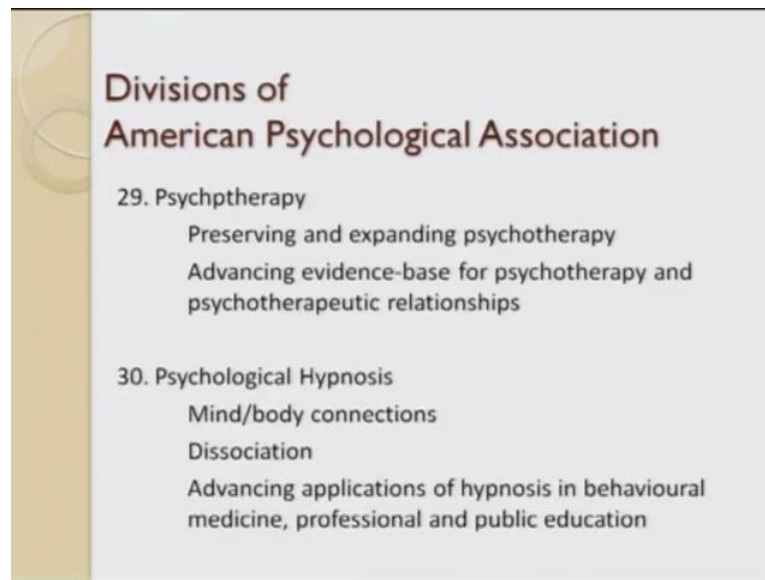 Divisions of
American Psychological Association
29. Psychptherapy
Preserving and expanding psychotherapy
Advancing evidence-base for psychotherapy and
psychotherapeutic relationships
30. Psychological Hypnosis
Mind/body connections
Dissociation
Advancing applications of hypnosis in behavioural
medicine, professional and public education